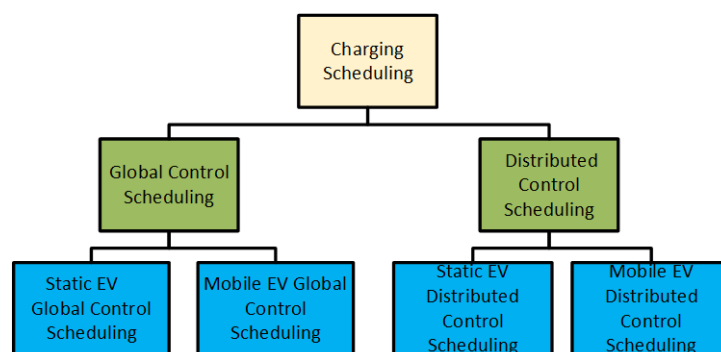 Charging
Scheduling
Global Control
Scheduling
Distributed
Control
Scheduling
Static EV
Global Control
Scheduling
Mobile EV Global
Control
Scheduling
Static EV
Distributed
Control
Scheduling
Mobile EV
Distributed
Control
Scheduling